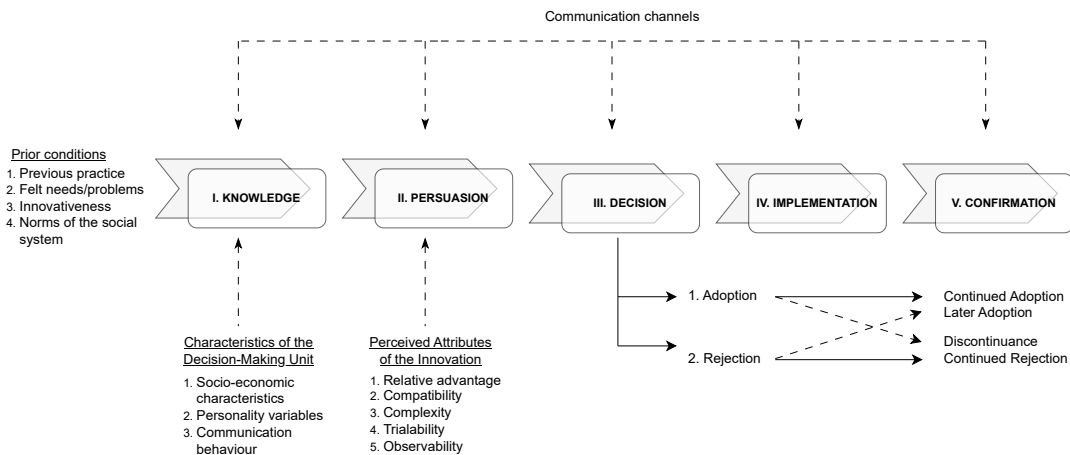 Communication channels
Prior conditions
1. Previous practice
2. Felt needs/problems
3. Innovativeness
4. Norms of the social
system
I. KNOWLEDGE
II. PERSUASION
III. DECISION
IV. IMPLEMENTATION
V. CONFIRMATION
1. Adoption
2. Rejection
Continued Adoption
Later Adoption
Discontinuance
Continued Rejection
Characteristics of the
Decision-Making Unit
1. Socio-economic
characteristics
2. Personality variables
3. Communication
behaviour
Perceived Attributes
of the Innovation
1. Relative advantage
2. Compatibility
3. Complexity
4. Trialability
5. Observability